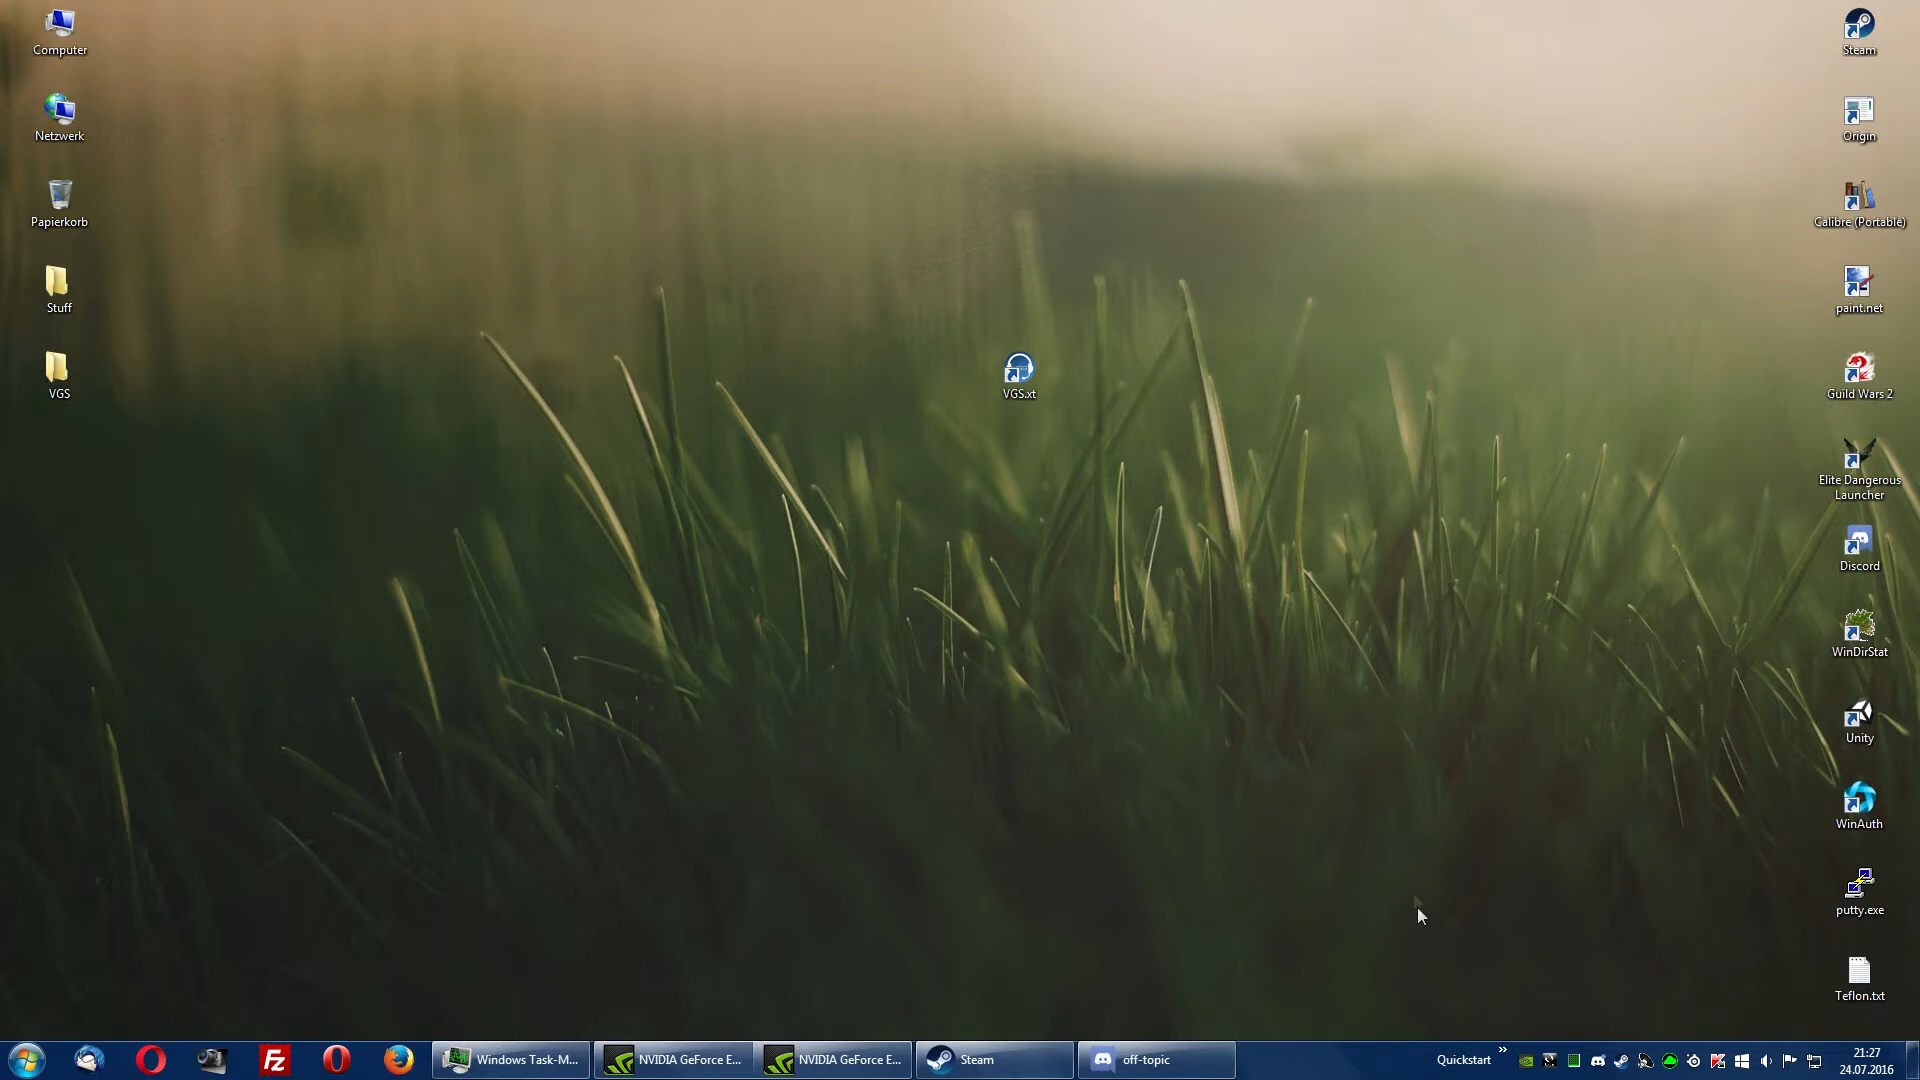 Computer
Netzwerk
Papierkorb
Stuff
VGS
VGS.xt
Steam
Origin
Calibre (Portable)
paint.net
Guild Wars 2
Elite Dangerous
Launcher
Discord
WinDirStat
Unity
WinAuth
putty.exe
Teflon.txt
Windows Task-M...
NVIDIA GeForce E...
NVIDIA GeForce E...
Steam
off-topic
Quickstart
21:27
24.07.2016